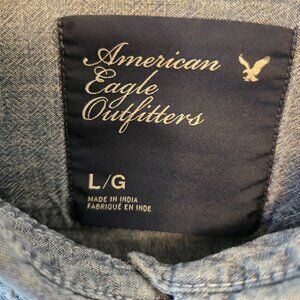 American
Eagle
Outfitters
L/G
MADE IN INDIA
FABRIQUÉ EN INDE